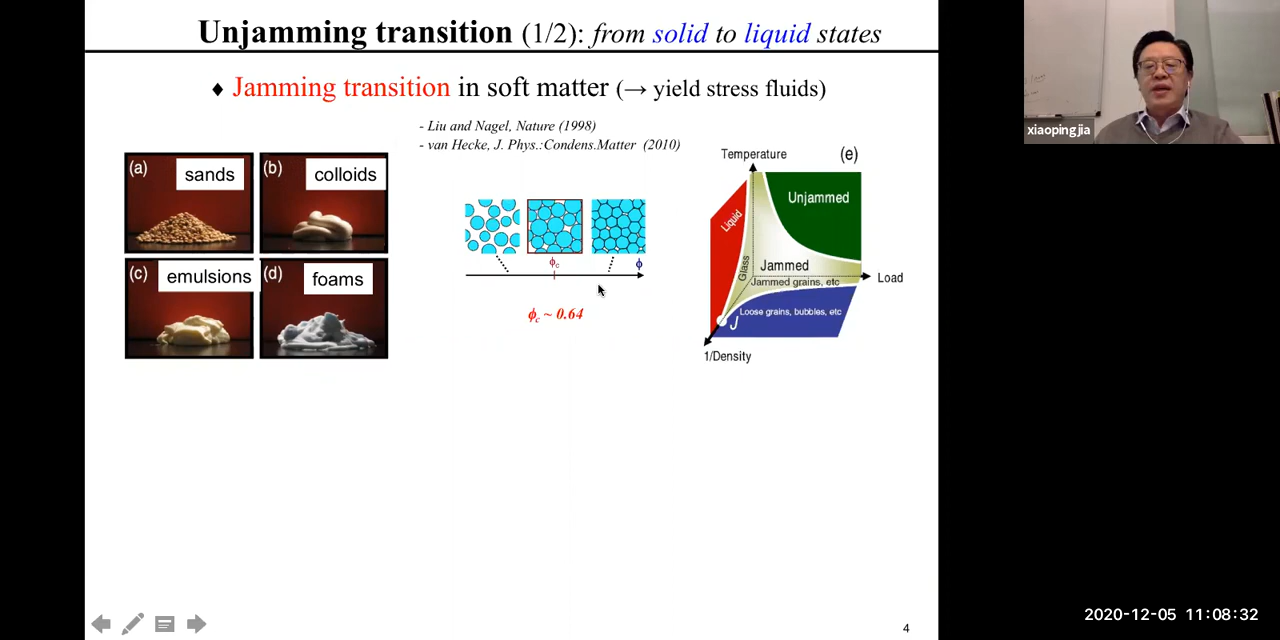 Unjamming transition (1/2): from solid to liquid states
♦ Jamming transition in soft matter (→ yield stress fluids)
- Liu and Nagel, Nature (1998)
- van Hecke, J. Phys.:Condens.Matter (2010)
(a) sands
(b) colloids
(c) emulsions
(d) foams
ϕc
ϕ
ϕc ~ 0.64
Temperature
(e)
Unjammed
Liquid
Glass
Jammed
Jammed grains, etc
Load
Loose grains, bubbles, etc
J
1/Density
xiaopingjia
2020-12-05 11:08:32
4